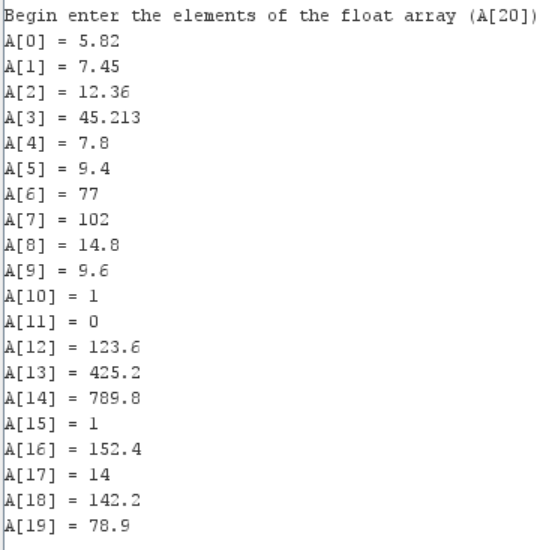 Begin enter the elements of the float array (A[20])
A[0] = 5.82
A[1] = 7.45
A[2] = 12.36
A[3] = 45.213
A[4] = 7.8
A[5] = 9.4
A[6] = 77
A[7] = 102
A[8] = 14.8
A[9] = 9.6
A[10] = 1
A[11] = 0
A[12] = 123.6
A[13] = 425.2
A[14] = 789.8
A[15] = 1
A[16] = 152.4
A[17] = 14
A[18] = 142.2
A[19] = 78.9